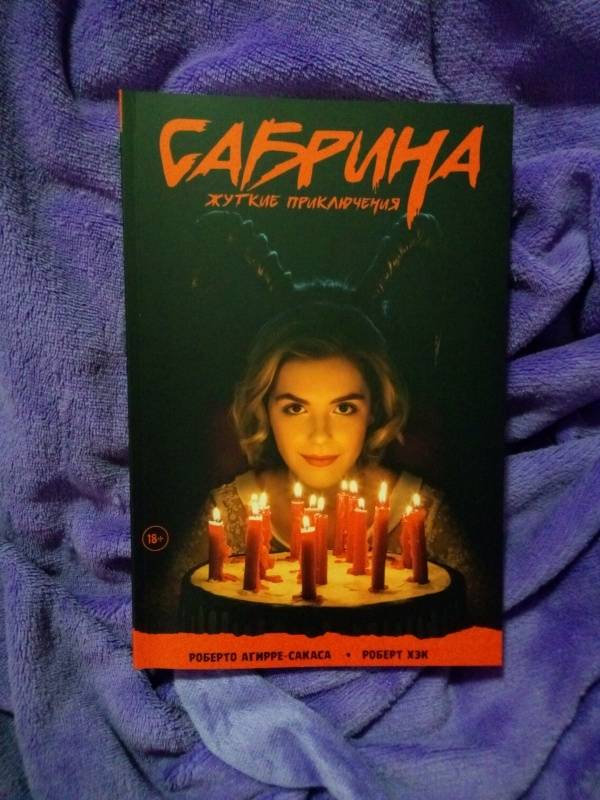 САБРИНА
ЖУТКИЕ ПРИКЛЮЧЕНИЯ
18+
РОБЕРТО АГИРРЕ-САКАСА • РОБЕРТ ХЭК